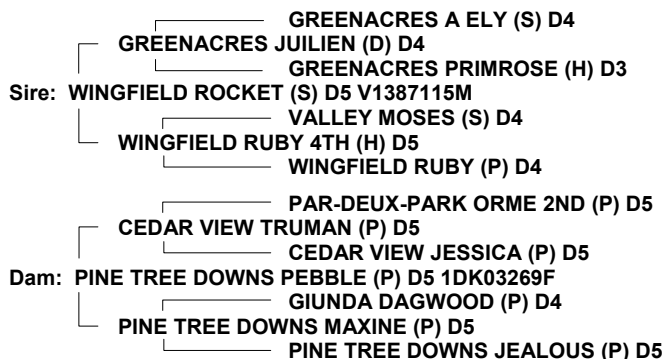 GREENACRES A ELY (S) D4
GREENACRES JUILIEN (D) D4
GREENACRES PRIMROSE (H) D3
Sire: WINGFIELD ROCKET (S) D5 V1387115M
VALLEY MOSES (S) D4
WINGFIELD RUBY 4TH (H) D5
WINGFIELD RUBY (P) D4
PAR-DEUX-PARK ORME 2ND (P) D5
CEDAR VIEW TRUMAN (P) D5
CEDAR VIEW JESSICA (P) D5
Dam: PINE TREE DOWNS PEBBLE (P) D5 1DK03269F
GIUNDA DAGWOOD (P) D4
PINE TREE DOWNS MAXINE (P) D5
PINE TREE DOWNS JEALOUS (P) D5